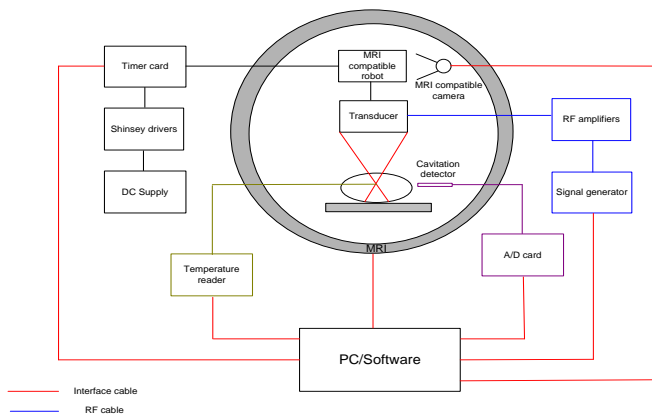 Timer card
MRI
compatible
robot
MRI compatible
camera
Shinsey drivers
Transducer
RF amplifiers
DC Supply
Cavitation
detector
Signal generator
MRI
Temperature
reader
A/D card
PC/Software
Interface cable
RF cable